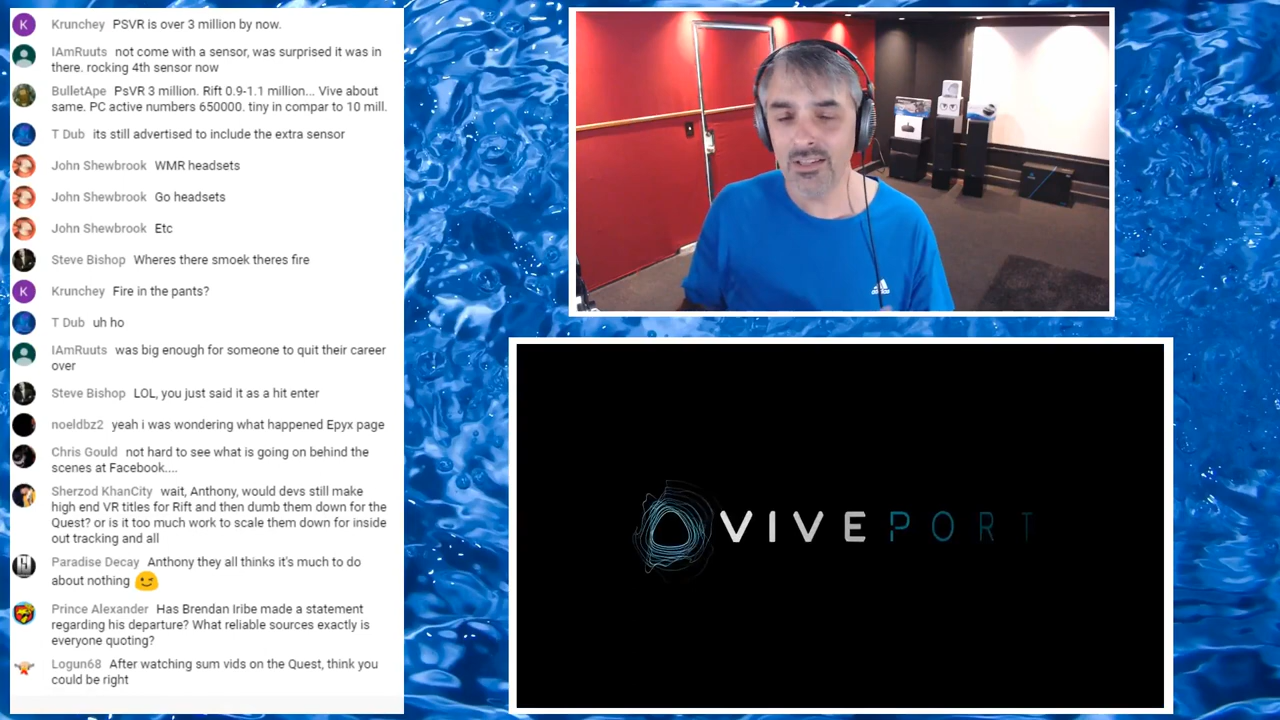 K Krunchey PSVR is over 3 million by now.
IAmRuuts not come with a sensor, was surprised it was in
there. rocking 4th sensor now
BulletApe PsVR 3 million. Rift 0.9-1.1 million... Vive about
same. PC active numbers 650000. tiny in compar to 10 mill.
T Dub its still advertised to include the extra sensor
John Shewbrook WMR headsets
John Shewbrook Go headsets
John Shewbrook Etc
Steve Bishop Wheres there smoek theres fire
K Krunchey Fire in the pants?
T Dub uh ho
IAmRuuts was big enough for someone to quit their career
over
Steve Bishop LOL, you just said it as a hit enter
noeldbz2 yeah i was wondering what happened Epyx page
Chris Gould not hard to see what is going on behind the
scenes at Facebook....
Sherzod KhanCity wait, Anthony, would devs still make
high end VR titles for Rift and then dumb them down for the
Quest? or is it too much work to scale them down for inside
out tracking and all
Paradise Decay Anthony they all thinks it's much to do
about nothing
Prince Alexander Has Brendan Iribe made a statement
regarding his departure? What reliable sources exactly is
everyone quoting?
Logun68 After watching sum vids on the Quest, think you
could be right
adidas
VIVEPORT